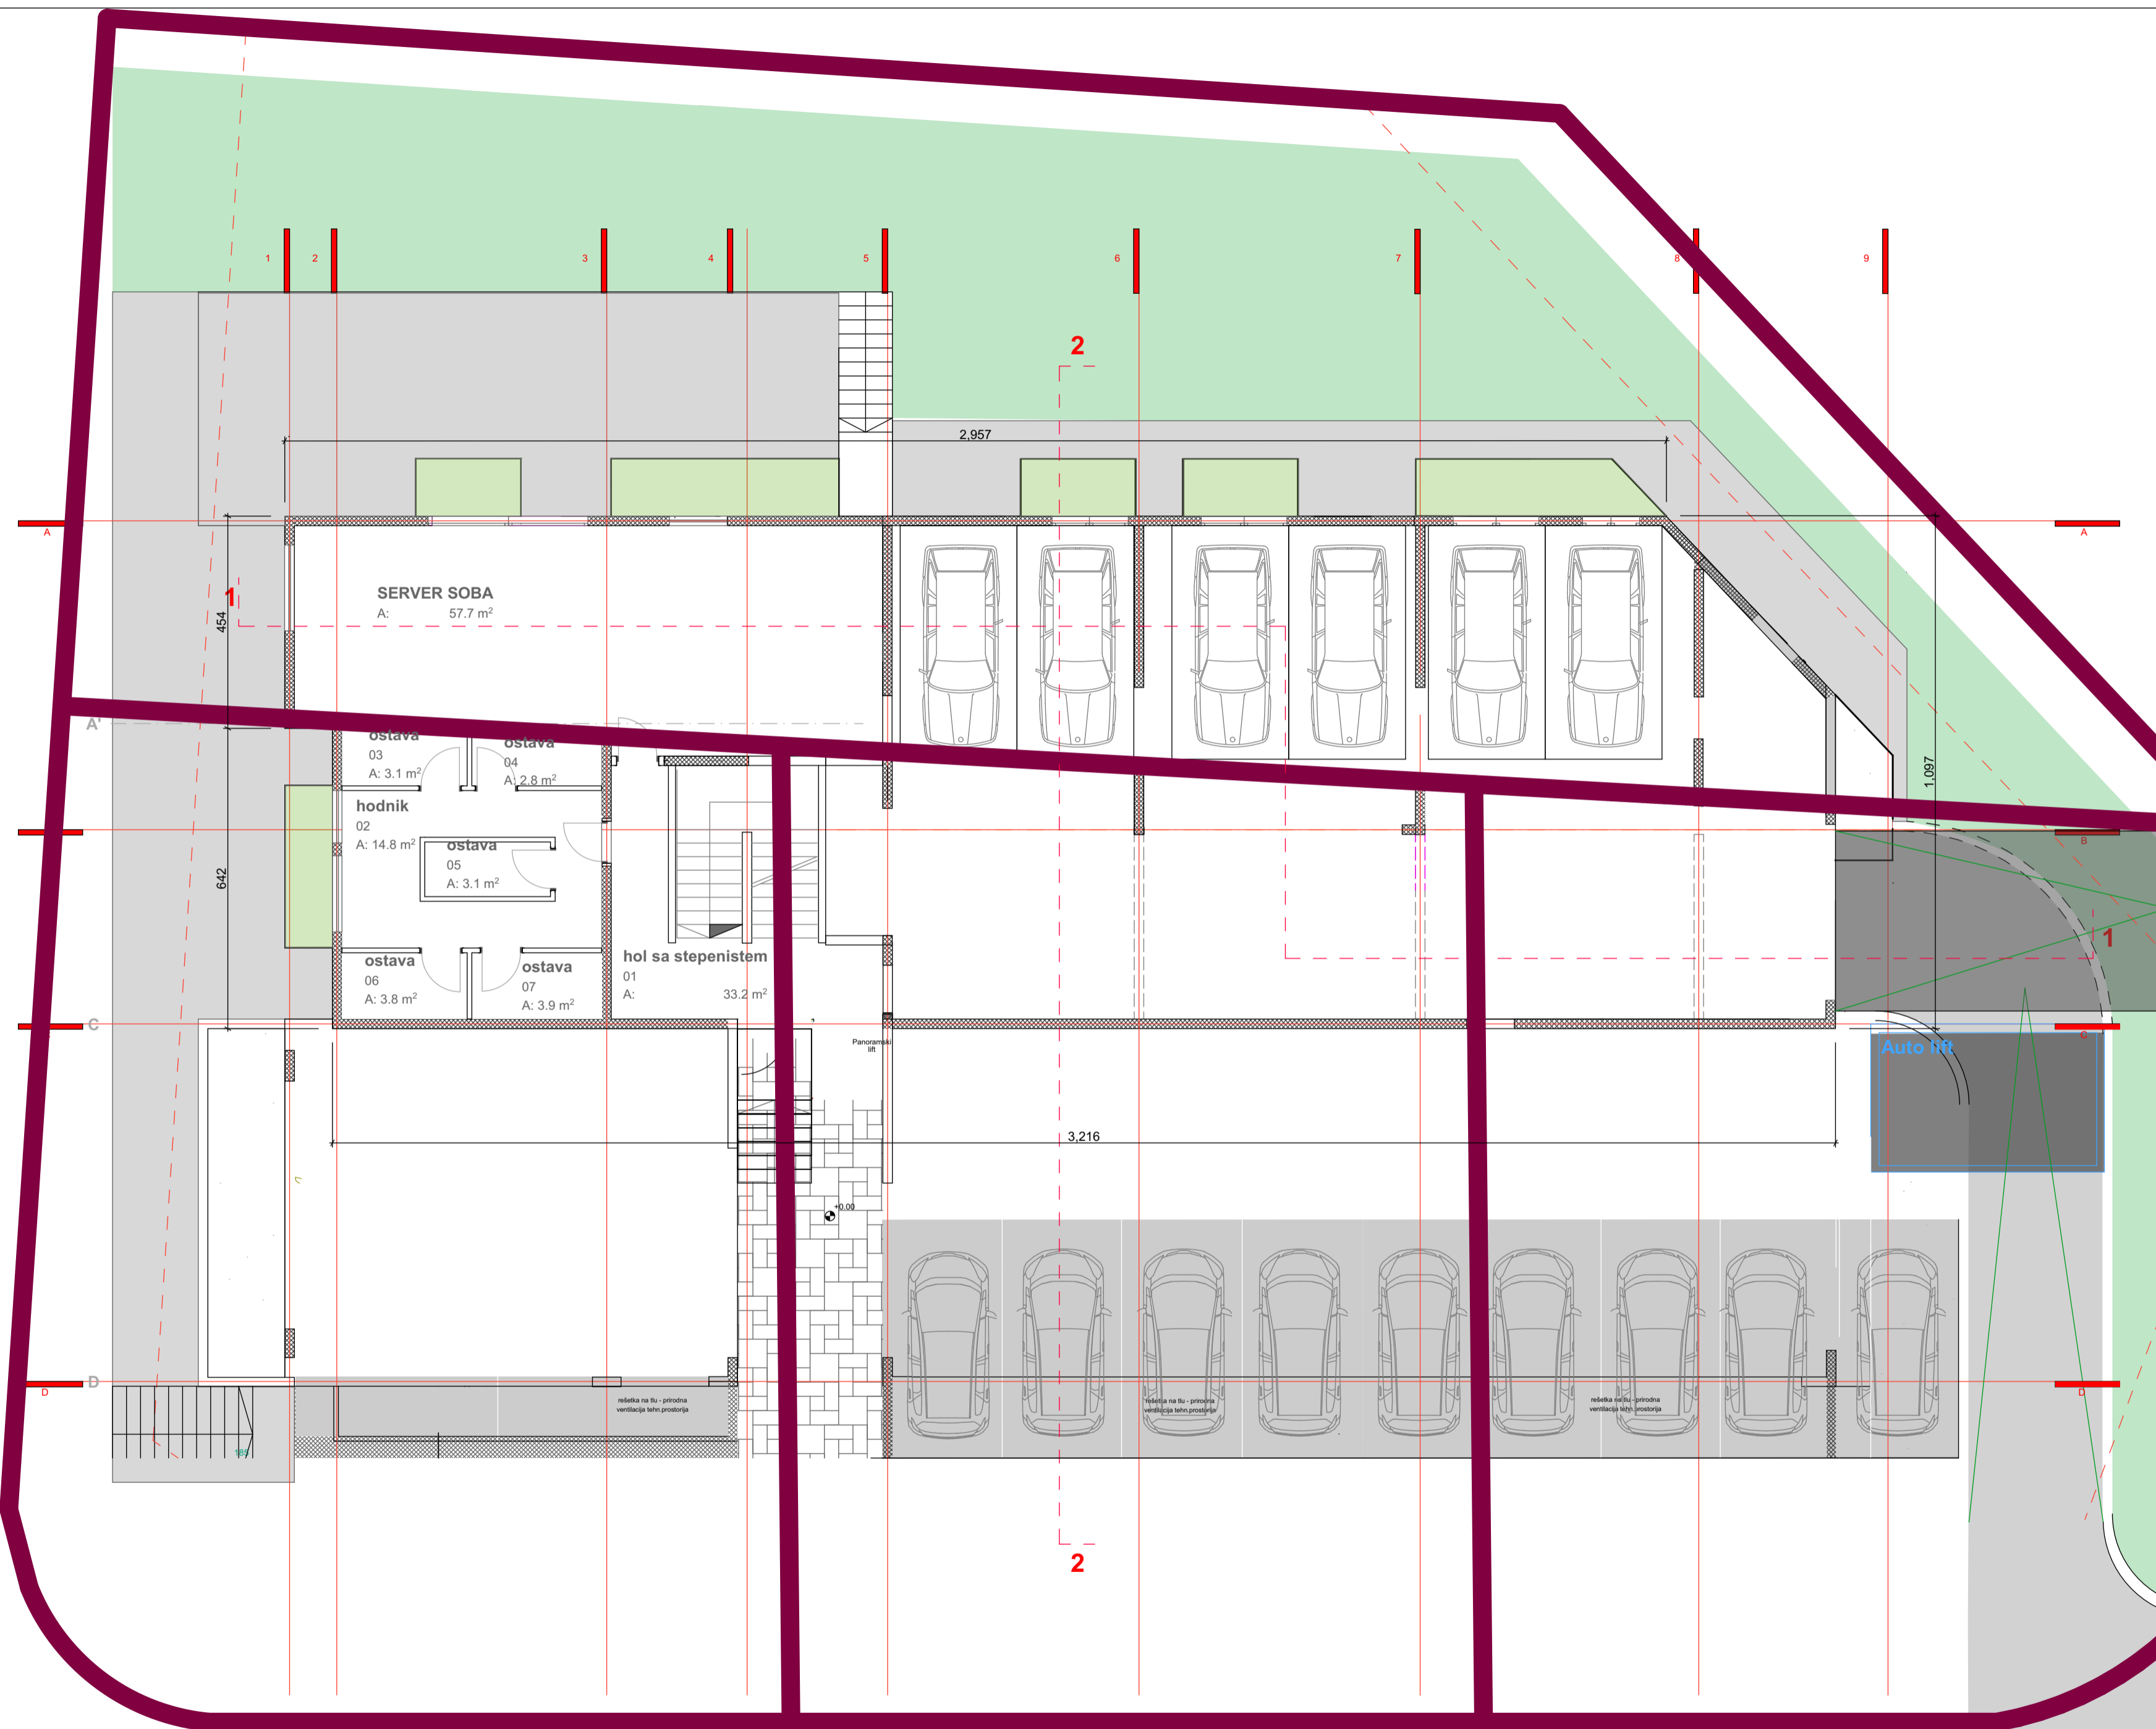 1 2 3 4 5 6 7 8 9
2
2,957
A A
SERVER SOBA
A: 57.7 m²
1
454
A'
ostava
03
A: 3.1 m²
ostava
04
A: 2.8 m²
1,097
hodnik
02
A: 14.8 m²
ostava
05
A: 3.1 m²
B
642
1
ostava
06
A: 3.8 m²
ostava
07
A: 3.9 m²
hol sa stepenistem
01
A: 33.2 m²
C C
Panoramski
lift
Auto lift
3,216
+0.00
D D D
rešetka na tlu - prirodna
ventilacija tehn.prostorija
rešetka na tlu - prirodna
ventilacija tehn.prostorija
rešetka na tlu - prirodna
ventilacija tehn.prostorija
185
2